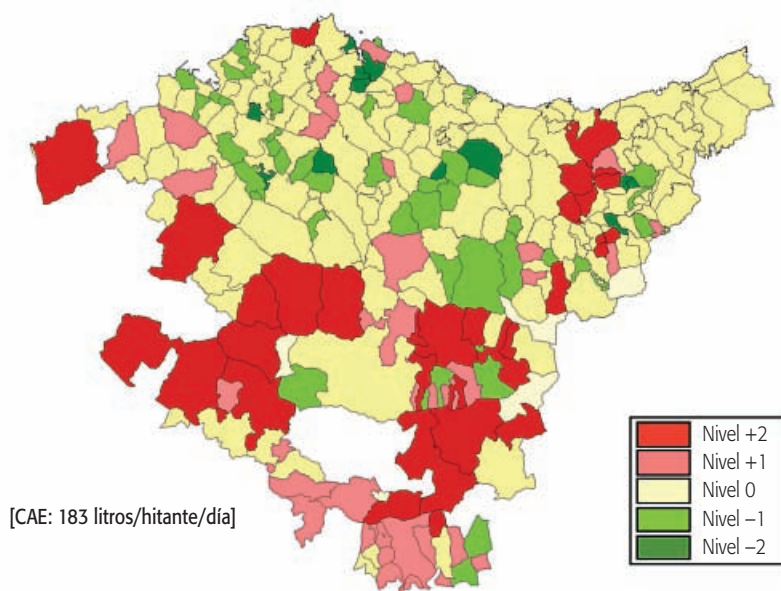 [CAE: 183 litros/hitante/día]
Nivel +2
Nivel +1
Nivel 0
Nivel –1
Nivel –2